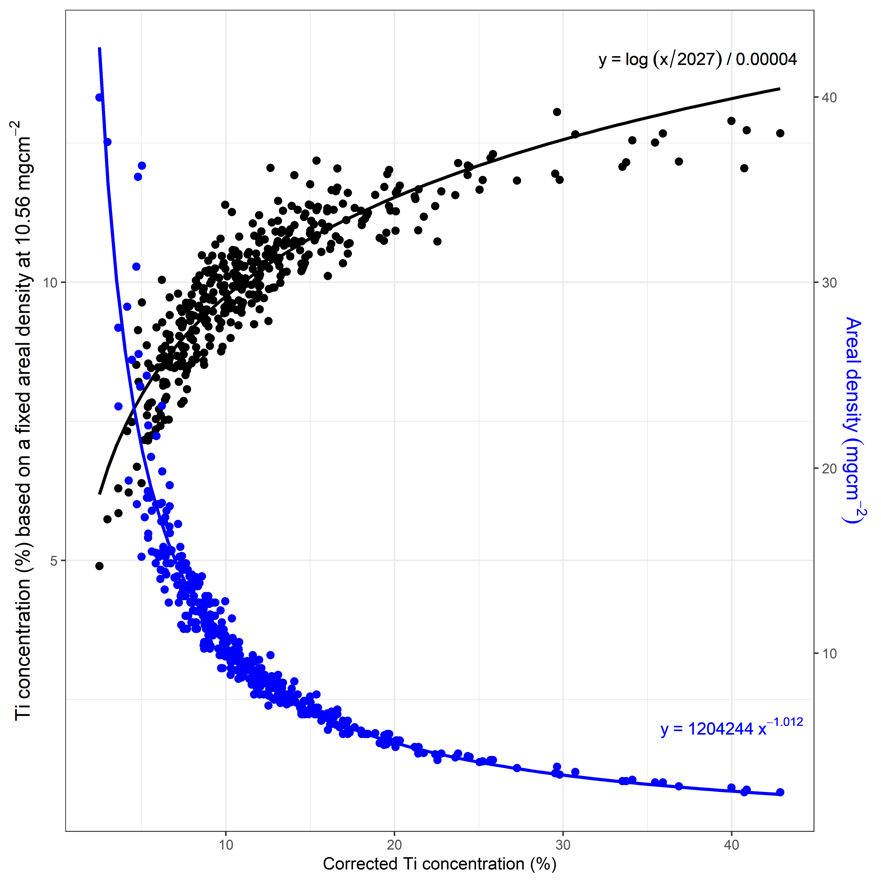 Ti concentration (%) based on a fixed areal density at 10.56 mgcm⁻²
10
5
y = log (x/2027) / 0.00004
40
30
20
10
Areal density (mgcm⁻²)
y = 1204244 x⁻¹·⁰¹²
10 20 30 40
Corrected Ti concentration (%)